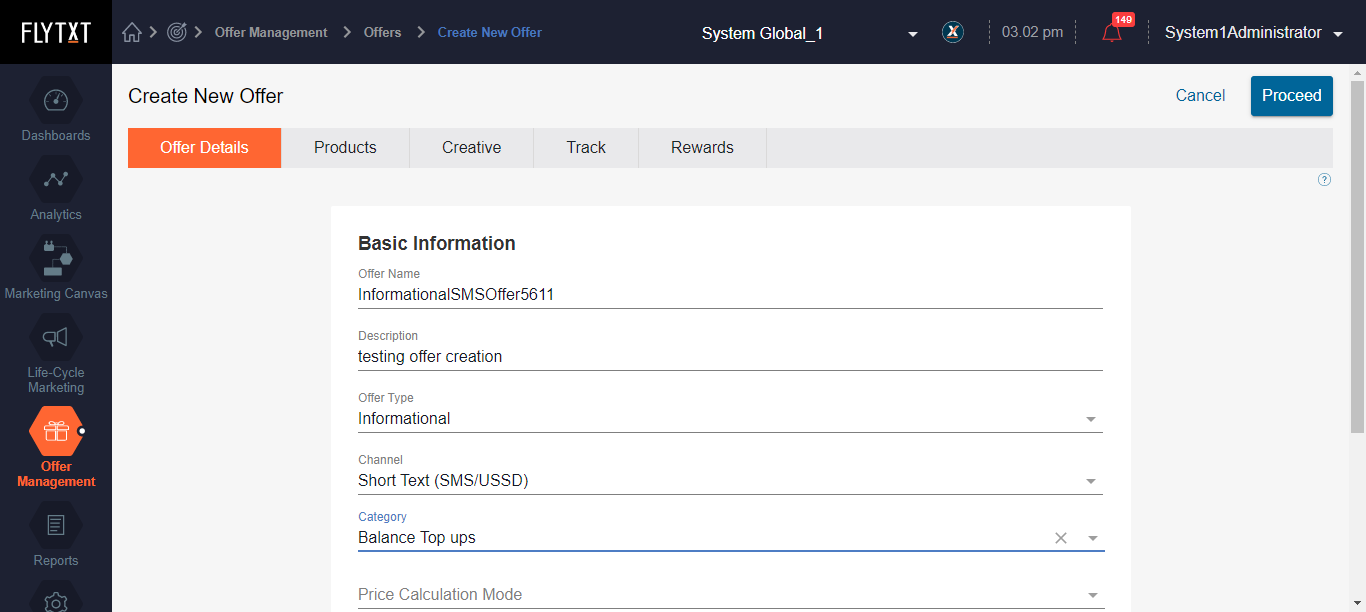 FLYTXT
Offer Management
Offers
Create New Offer
System Global_1
X
03.02 pm
149
System1Administrator
Dashboards
Analytics
Marketing Canvas
Life-Cycle
Marketing
Offer
Management
Reports
Create New Offer
Cancel
Proceed
Offer Details
Products
Creative
Track
Rewards
?
Basic Information
Offer Name
InformationalSMSOffer5611
Description
testing offer creation
Offer Type
Informational
Channel
Short Text (SMS/USSD)
Category
Balance Top ups
Price Calculation Mode